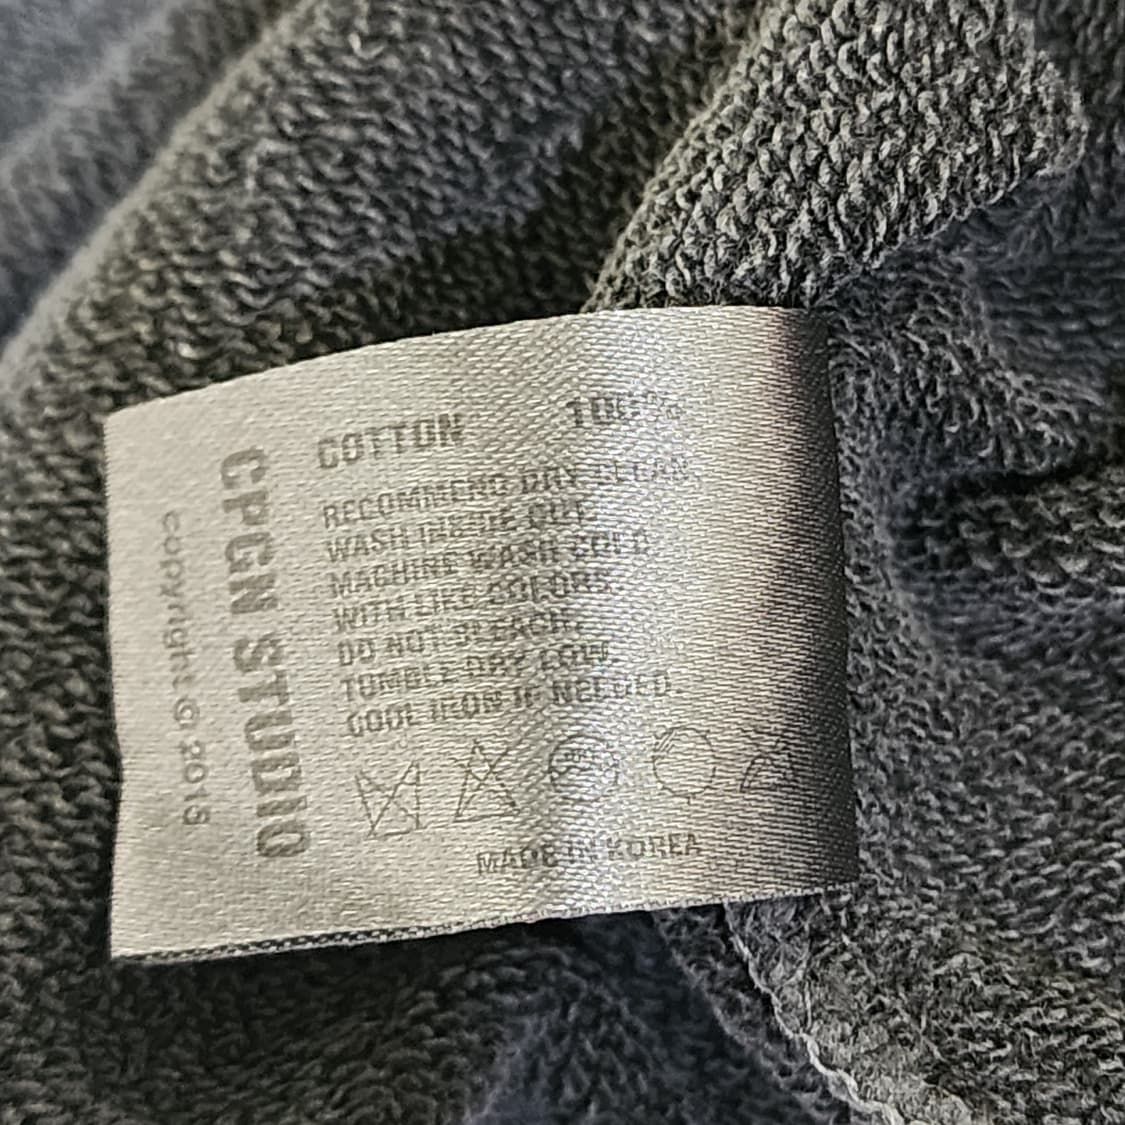 COTTON 100%
RECOMMEND DRY CLEAN
WASH INSIDE OUT.
MACHINE WASH COLD
WITH LIKE COLORS.
DO NOT BLEACH.
TUMBLE DRY LOW.
COOL IRON IF NEEDED.
MADE IN KOREA
CPGN STUDIO
copyright @ 2015